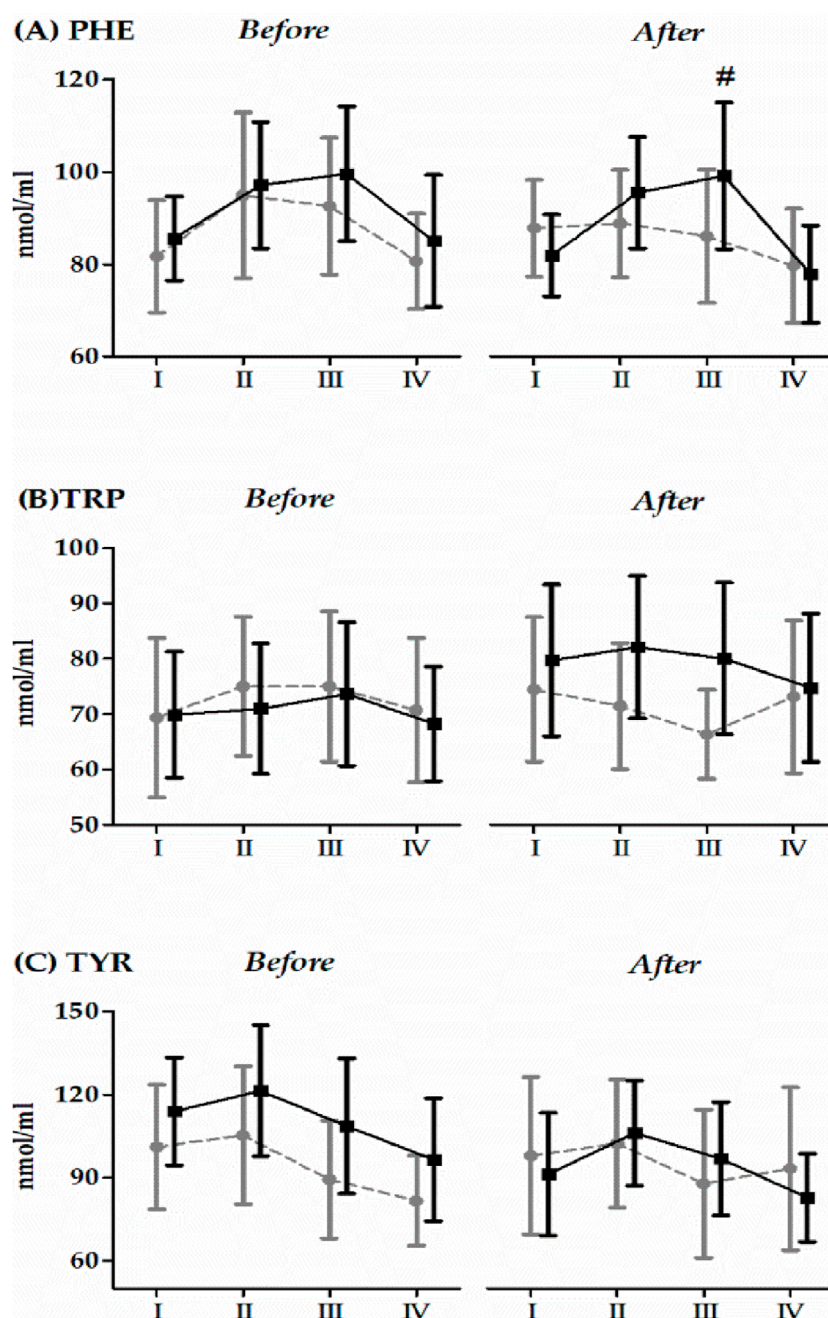 (A) PHE Before After
#
120
100
80
60
nmol/ml
I II III IV I II III IV
(B)TRP Before After
100
90
80
70
60
50
nmol/ml
I II III IV I II III IV
(C) TYR Before After
150
120
90
60
nmol/ml
I II III IV I II III IV